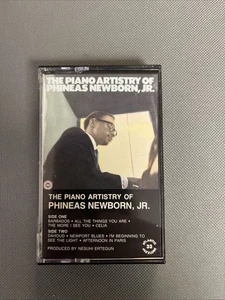 THE PIANO ARTISTRY OF
PHINEAS NEWBORN, JR.
THE PIANO ARTISTRY OF
PHINEAS NEWBORN, JR.
SIDE ONE
BARBADOS • ALL THE THINGS YOU ARE •
THE MORE I SEE YOU • CELIA
SIDE TWO
DAHOUD • NEWPORT BLUES • I'M BEGINNING TO
SEE THE LIGHT • AFTERNOON IN PARIS
PRODUCED BY NESUHI ERTEGUN
33